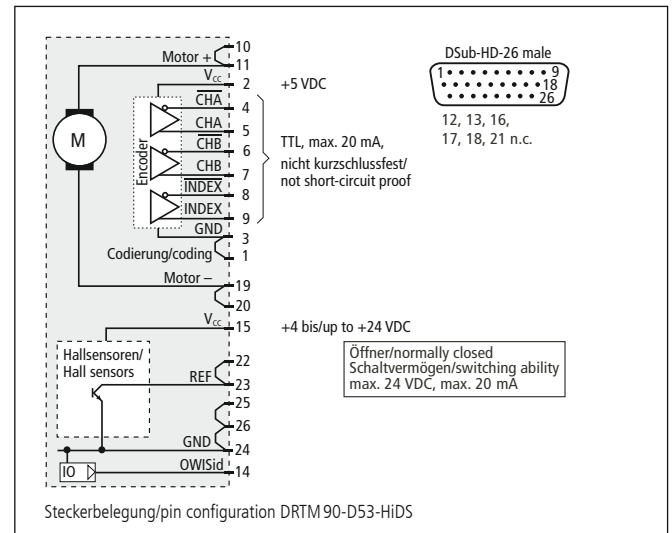 10
Motor +
11
Vcc
2
+5 VDC
CHA
4
CHA
5
CHB
6
CHB
7
INDEX
8
INDEX
9
GND
3
Codierung/coding
1
Encoder
M
TTL, max. 20 mA,
nicht kurzschlussfest/
not short-circuit proof
DSub-HD-26 male
1
9
18
26
12, 13, 16,
17, 18, 21 n.c.
Motor –
19
20
Vcc
15
+4 bis/up to +24 VDC
Hallsensoren/
Hall sensors
22
REF
23
25
26
GND
24
IO
OWISid
14
Öffner/normally closed
Schaltvermögen/switching ability
max. 24 VDC, max. 20 mA
Steckerbelegung/pin configuration DRTM 90-D53-HiDS